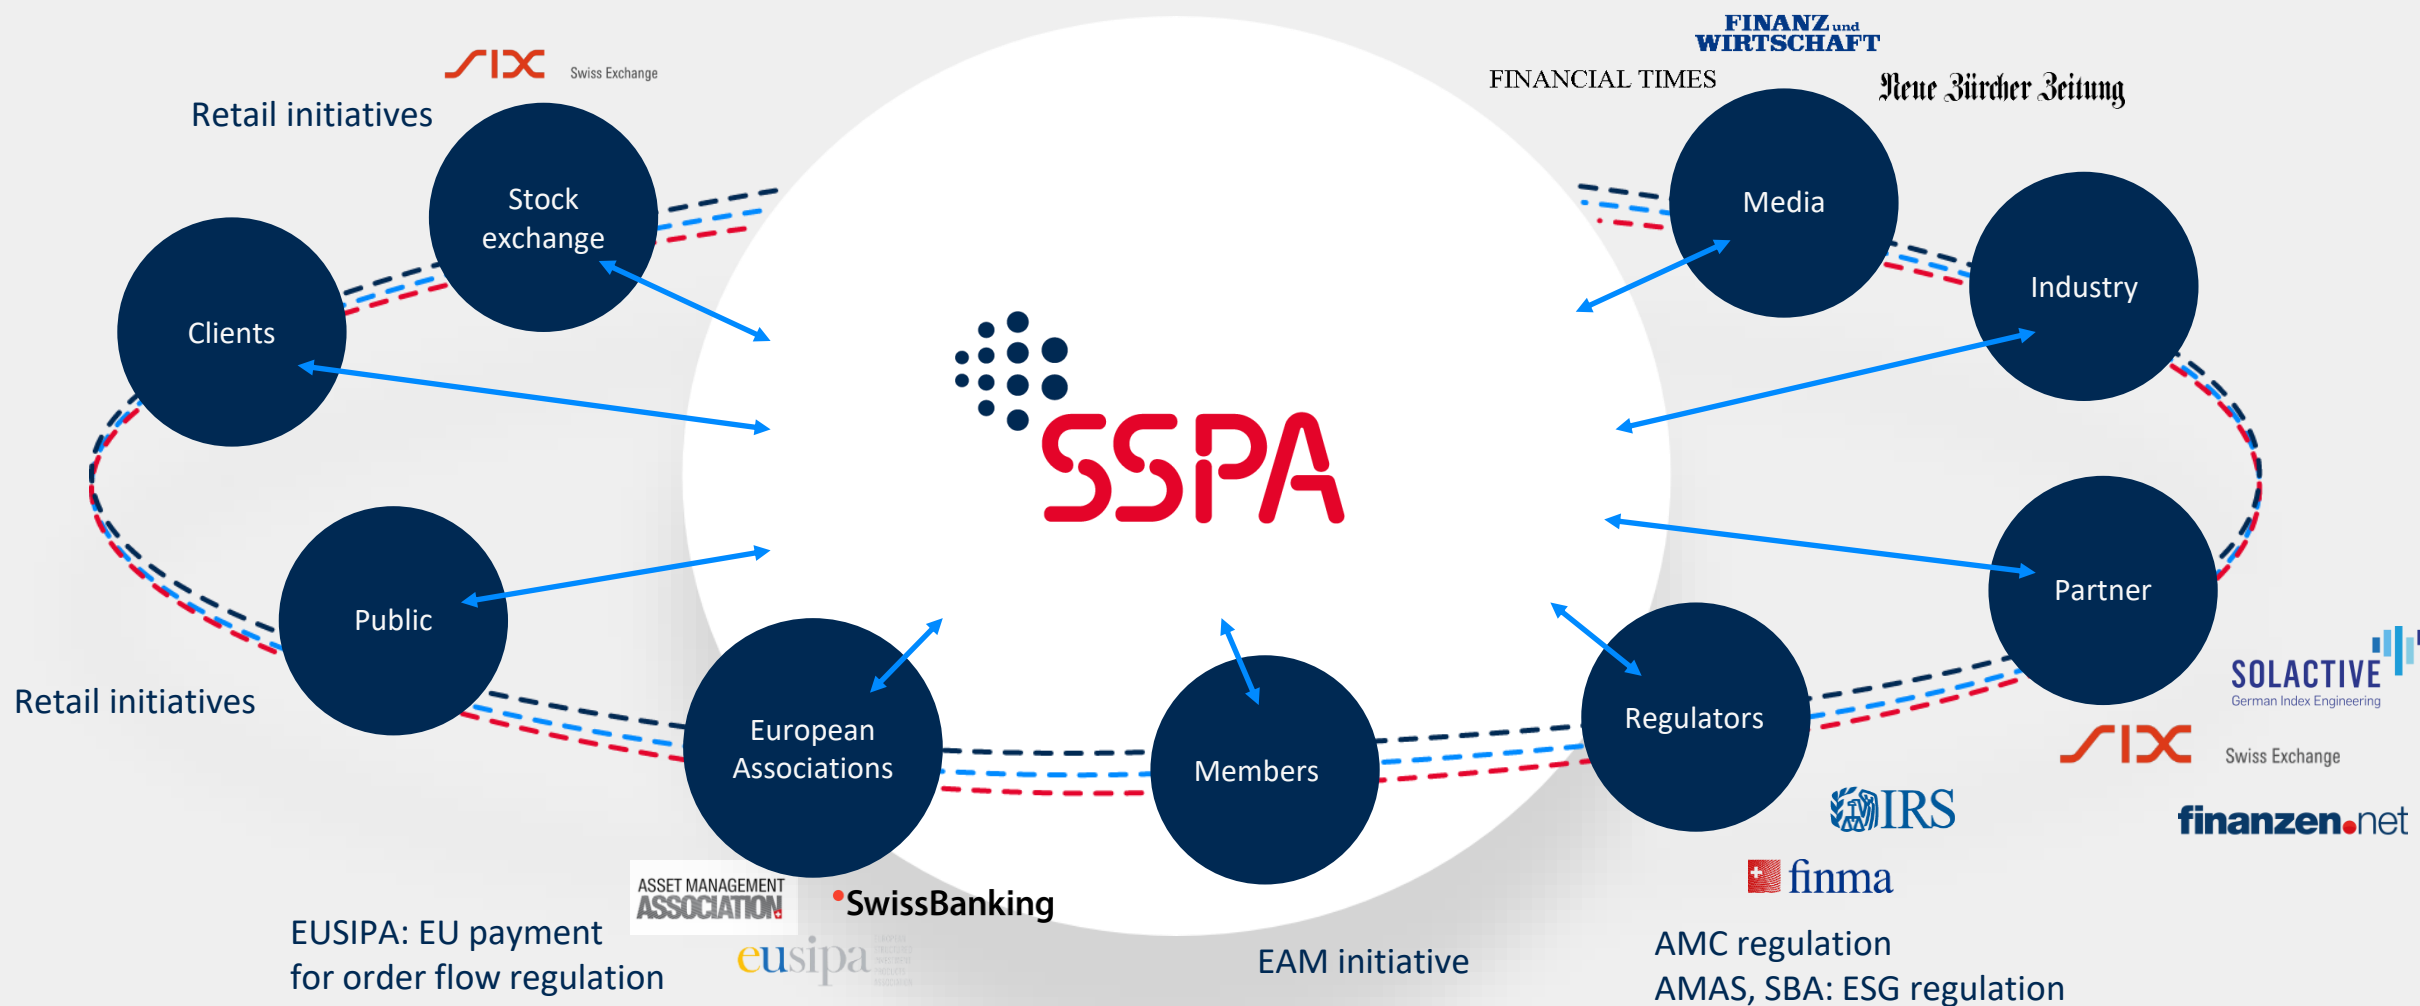 FINANZ und
WIRTSCHAFT
SIX Swiss Exchange
FINANCIAL TIMES
Neue Zürcher Zeitung
Retail initiatives
Stock
exchange
Media
Industry
Clients
SSPA
Partner
Public
SOLACTIVE
German Index Engineering
Retail initiatives
European
Associations
Members
Regulators
SIX Swiss Exchange
IRS
finanzen.net
ASSET MANAGEMENT
ASSOCIATION
SwissBanking
finma
EUSIPA: EU payment
for order flow regulation
eusipa
EAM initiative
AMC regulation
AMAS, SBA: ESG regulation